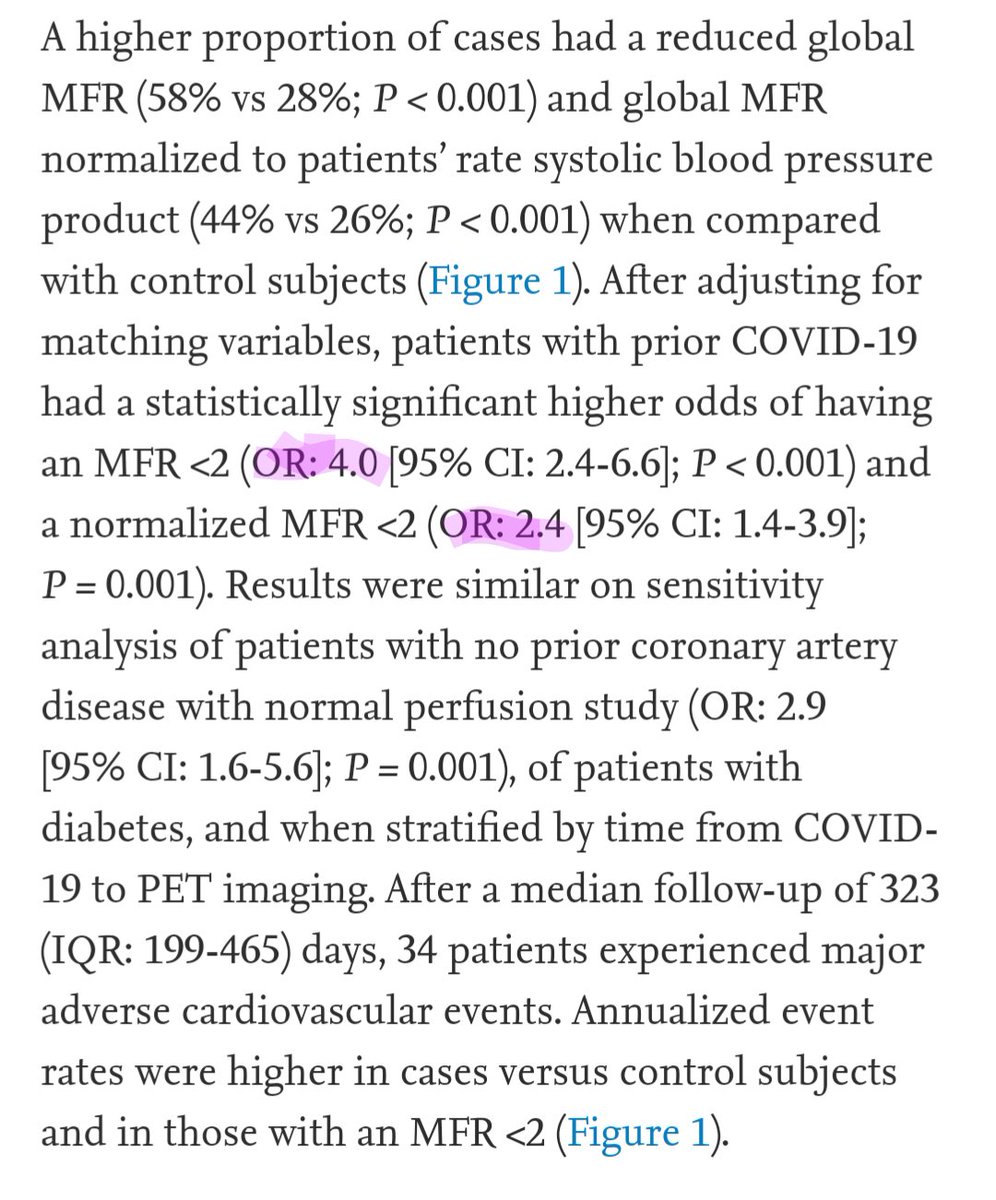 A higher proportion of cases had a reduced global
MFR (58% vs 28%; P < 0.001) and global MFR
normalized to patients’ rate systolic blood pressure
product (44% vs 26%; P < 0.001) when compared
with control subjects (Figure 1). After adjusting for
matching variables, patients with prior COVID-19
had a statistically significant higher odds of having
an MFR <2 (OR: 4.0 [95% CI: 2.4-6.6]; P < 0.001) and
a normalized MFR <2 (OR: 2.4 [95% CI: 1.4-3.9];
P = 0.001). Results were similar on sensitivity
analysis of patients with no prior coronary artery
disease with normal perfusion study (OR: 2.9
[95% CI: 1.6-5.6]; P = 0.001), of patients with
diabetes, and when stratified by time from COVID-
19 to PET imaging. After a median follow-up of 323
(IQR: 199-465) days, 34 patients experienced major
adverse cardiovascular events. Annualized event
rates were higher in cases versus control subjects
and in those with an MFR <2 (Figure 1).